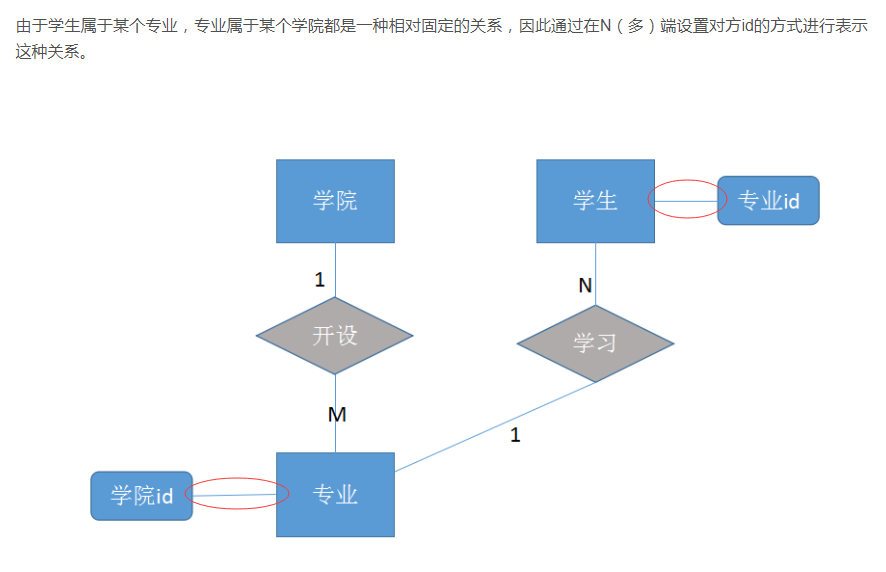 由于学生属于某个专业，专业属于某个学院都是一种相对固定的关系，因此通过在N（多）端设置对方id的方式进行表示
这种关系。
学院
学生
专业id
1
N
开设
学习
M
1
学院id
专业